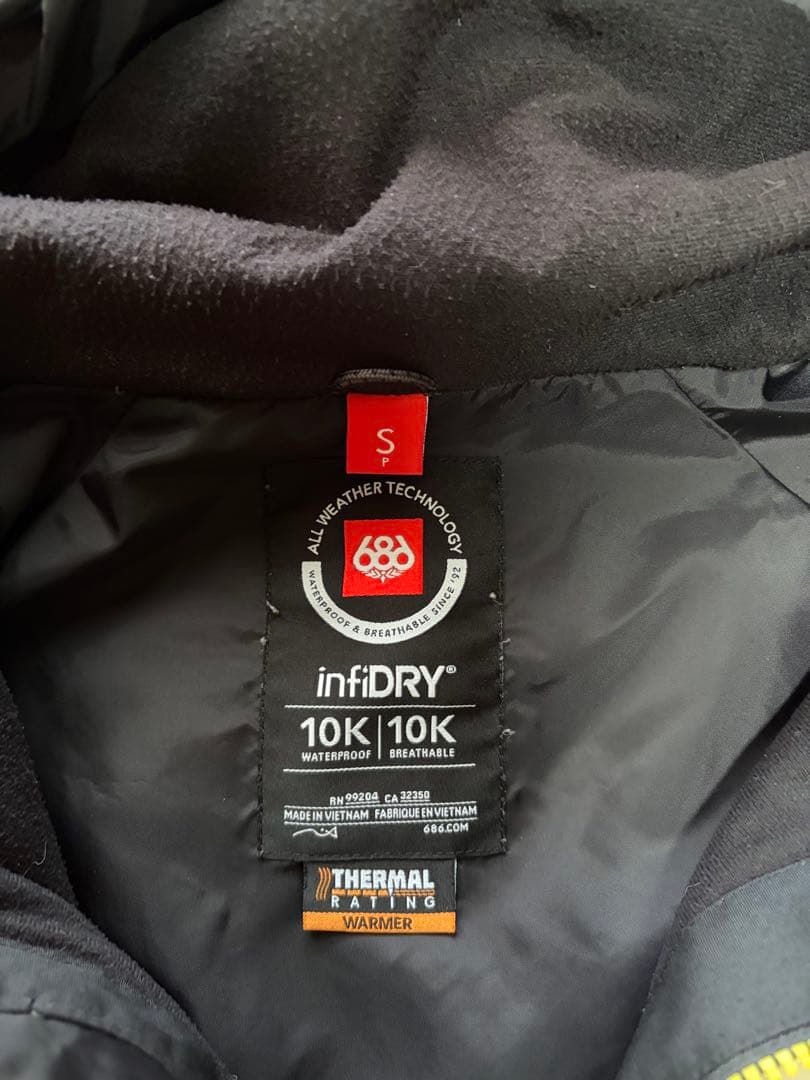 S
P
ALL WEATHER TECHNOLOGY
686
WATERPROOF & BREATHABLE SINCE '92
infiDRY®
10K | 10K
WATERPROOF BREATHABLE
RN 99204 CA 32350
MADE IN VIETNAM FABRIQUE EN VIETNAM
686.COM
THERMAL
RATING
WARMER